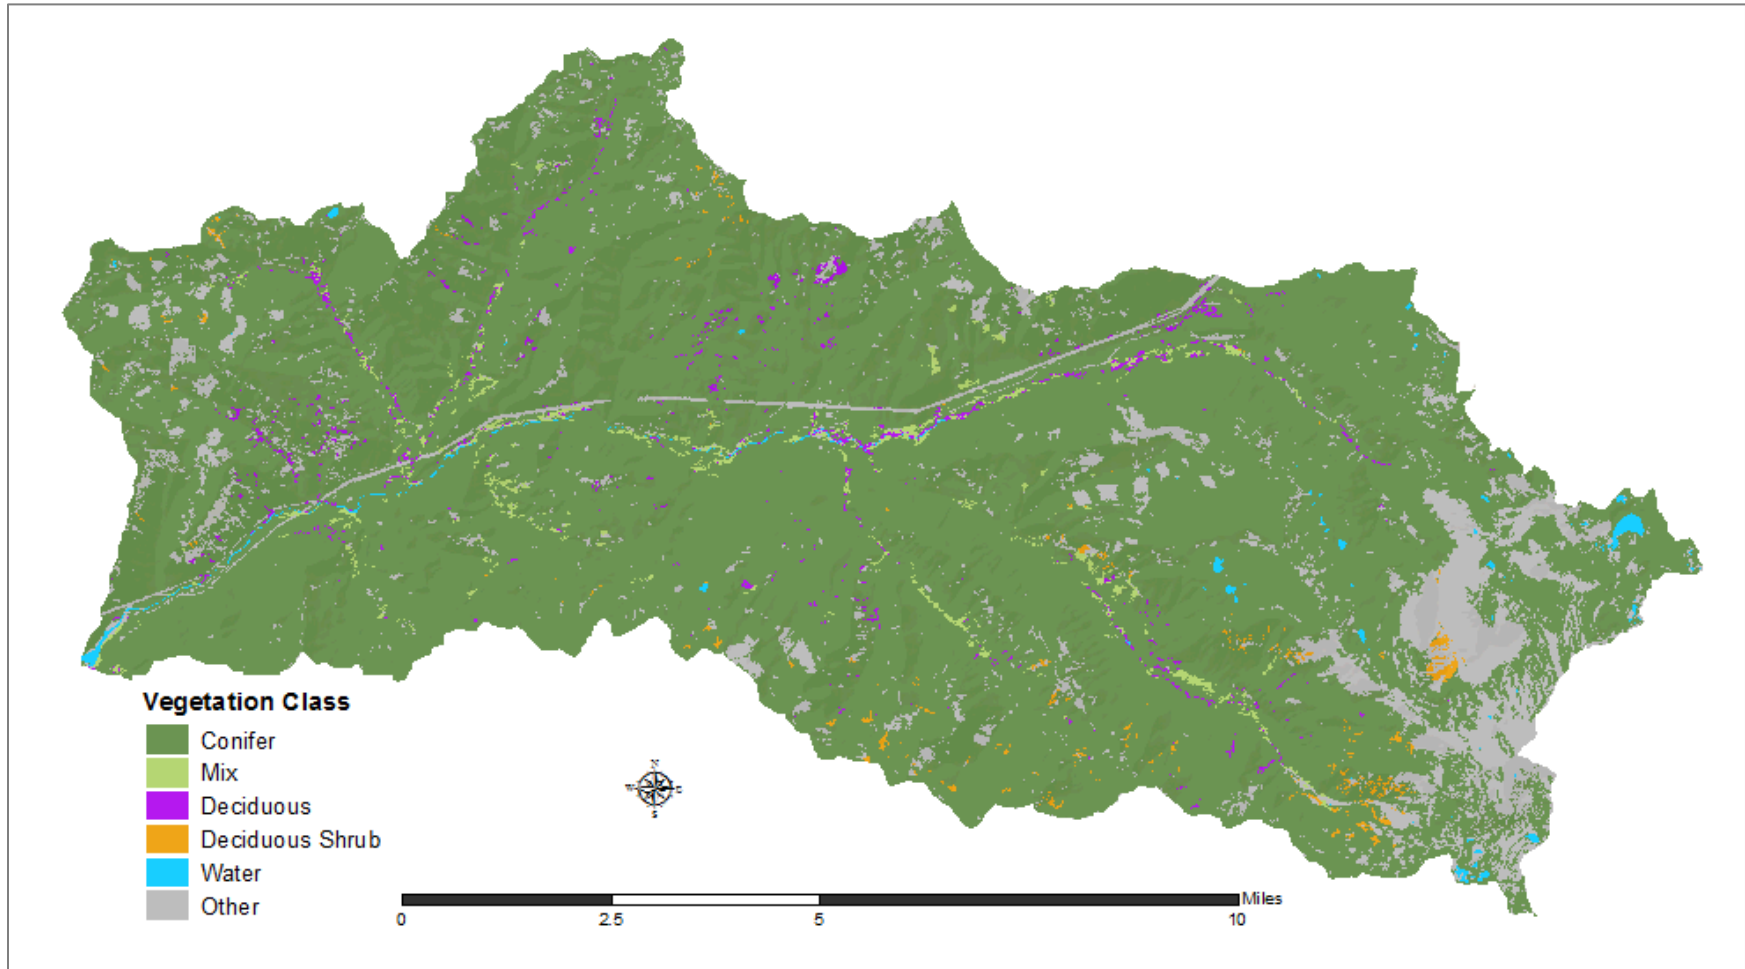 Vegetation Class
Conifer
Mix
Deciduous
Deciduous Shrub
Water
Other
N
W E
S
Miles
0 2.5 5 10